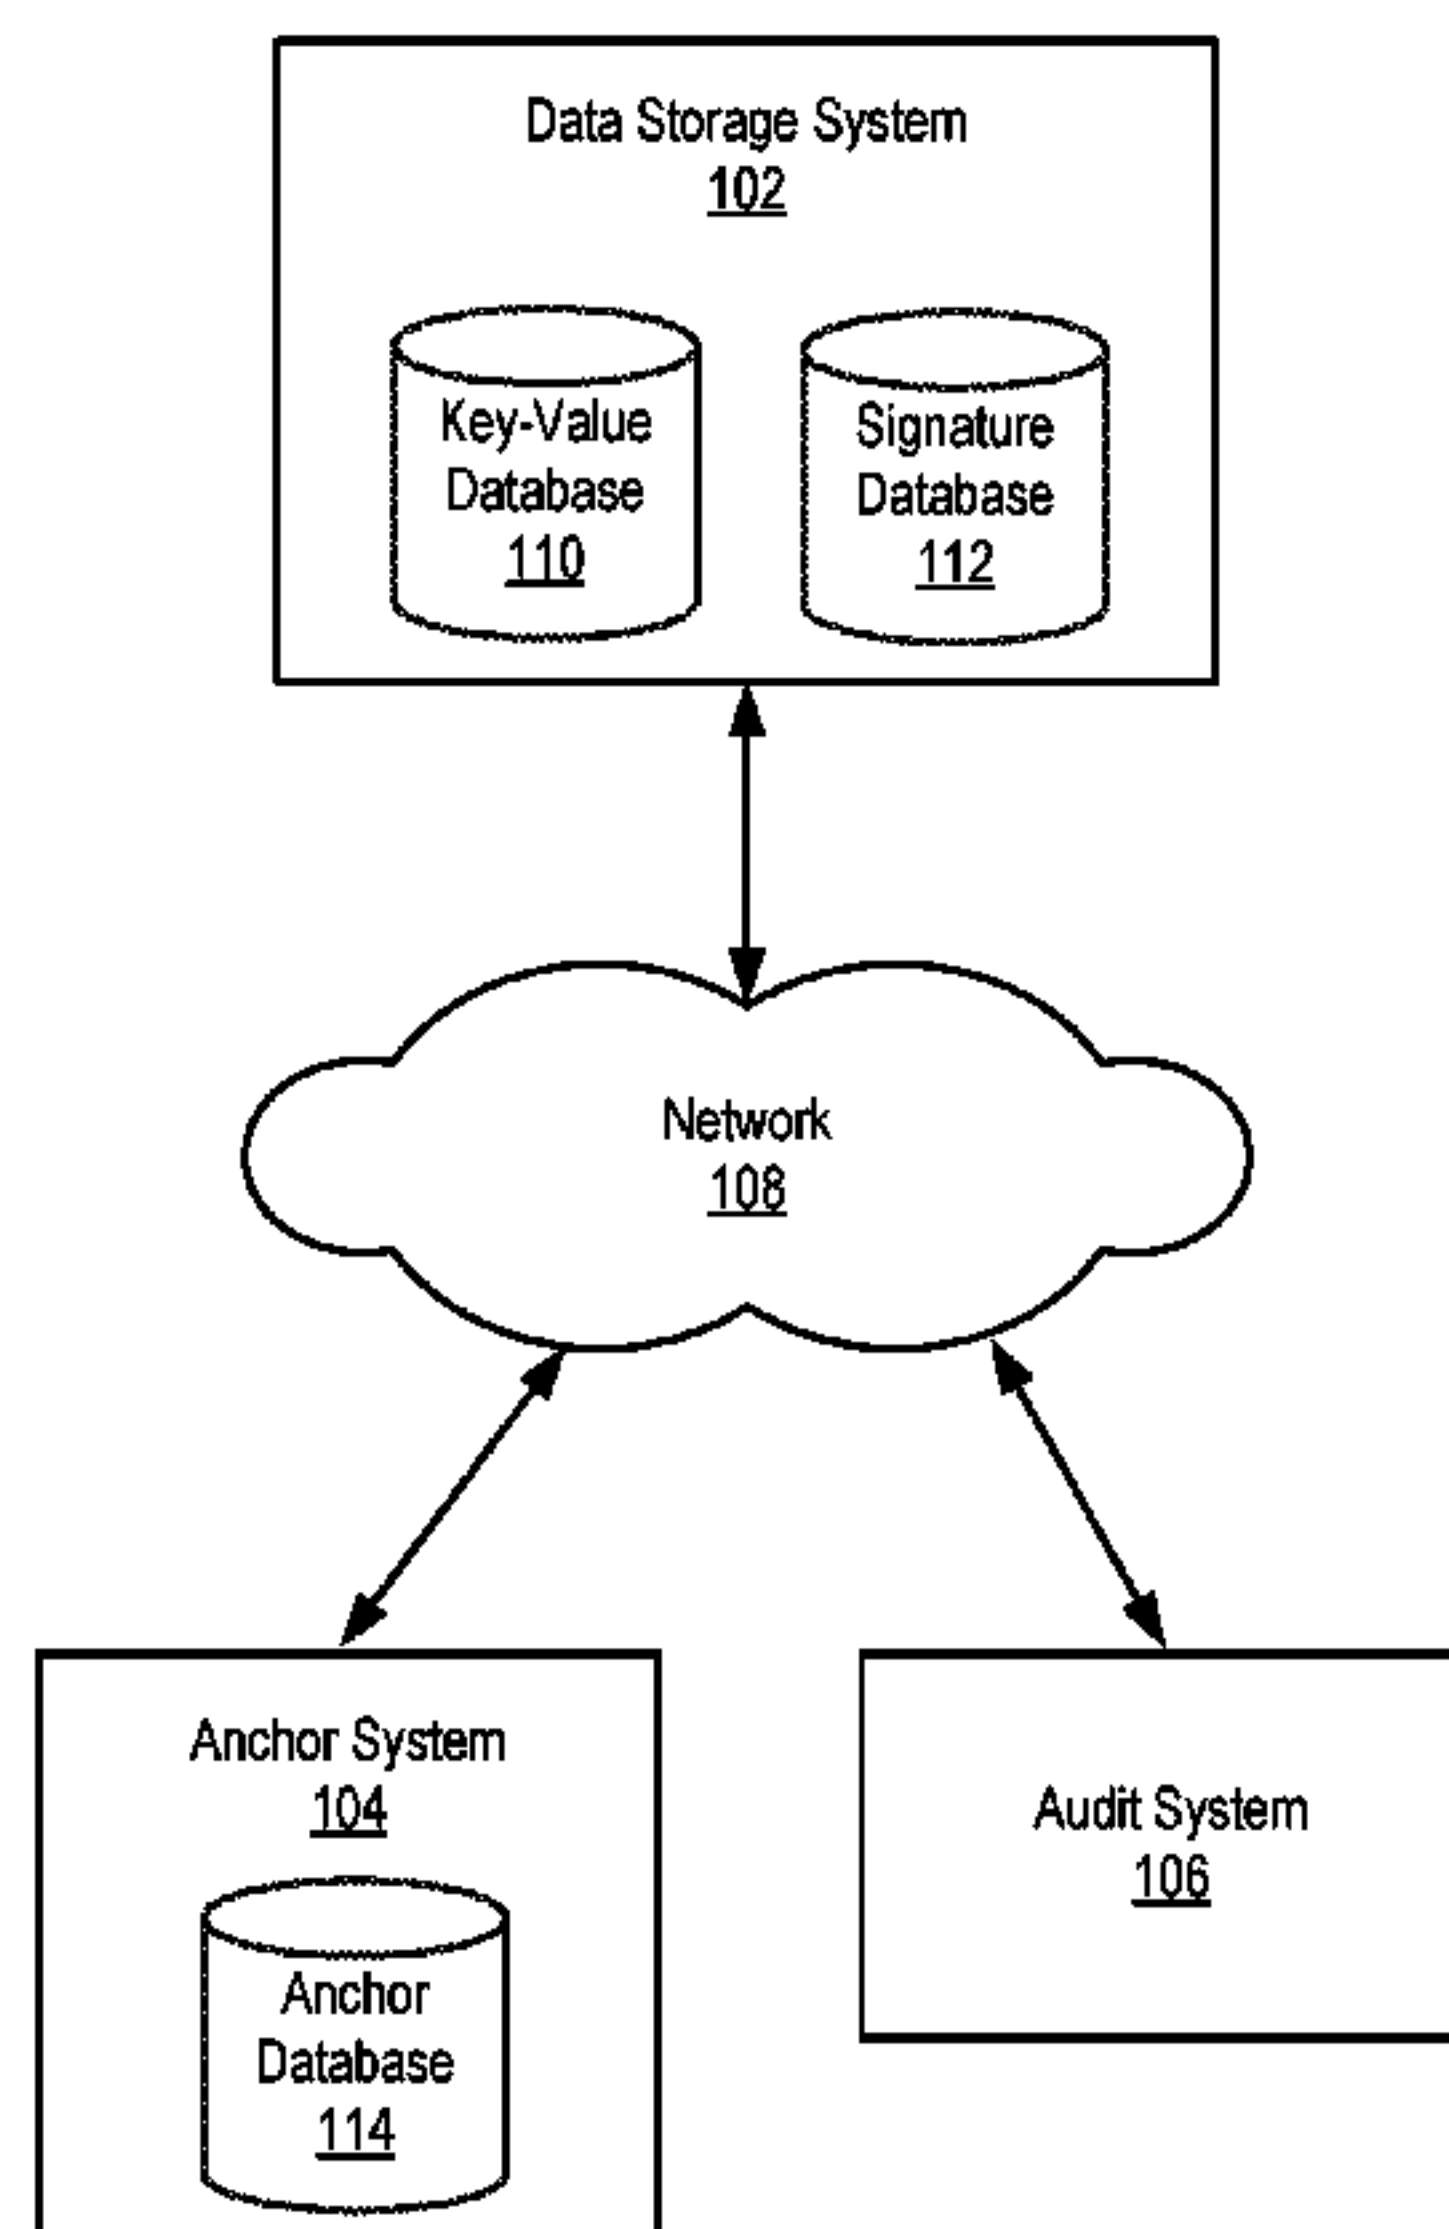 Data Storage System
102
Key-Value
Database
110
Signature
Database
112
Network
108
Anchor System
104
Anchor
Database
114
Audit System
106